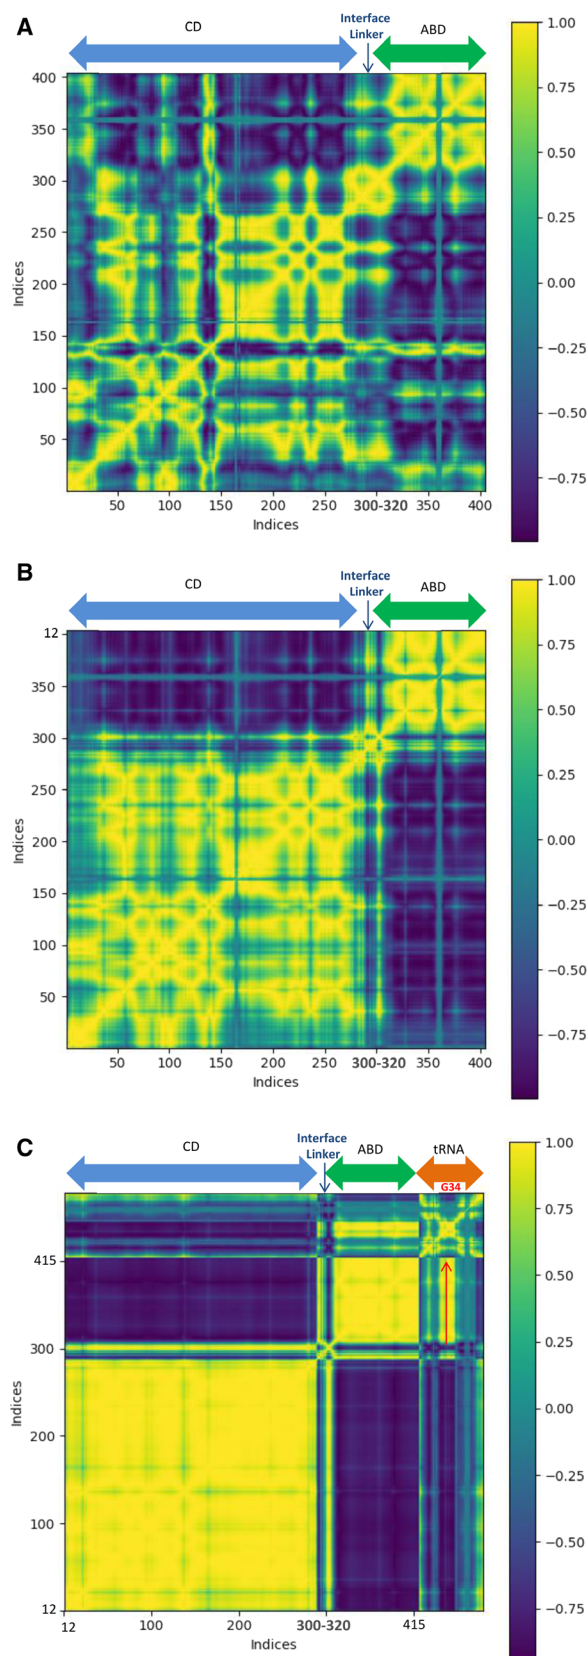 A
CD
Interface
Linker
ABD
400
350
300
250
200
150
100
50
Indices
50
100
150
200
250
300-320
350
400
Indices
1.00
0.75
0.50
0.25
0.00
−0.25
−0.50
−0.75
B
CD
Interface
Linker
ABD
12
350
300
250
200
150
100
50
Indices
50
100
150
200
250
300-320
350
400
Indices
1.00
0.75
0.50
0.25
0.00
−0.25
−0.50
−0.75
C
CD
Interface
Linker
ABD
tRNA
G34
415
300
200
100
12
Indices
12
100
200
300-320
415
Indices
1.00
0.75
0.50
0.25
0.00
−0.25
−0.50
−0.75